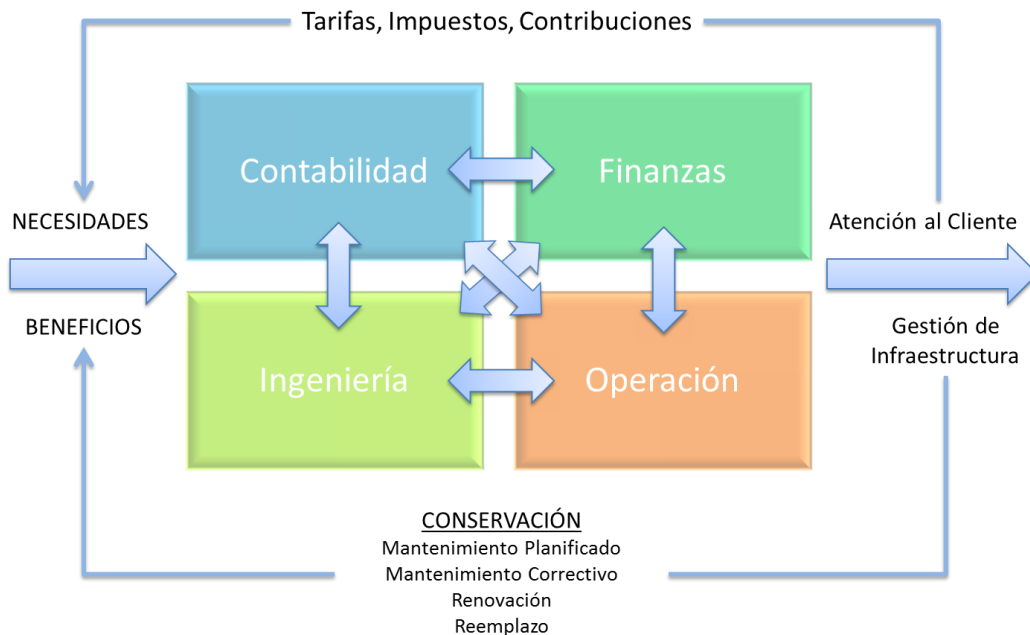 Tarifas, Impuestos, Contribuciones
Contabilidad
Finanzas
NECESIDADES
BENEFICIOS
Atención al Cliente
Gestión de
Infraestructura
Ingeniería
Operación
CONSERVACIÓN
Mantenimiento Planificado
Mantenimiento Correctivo
Renovación
Reemplazo